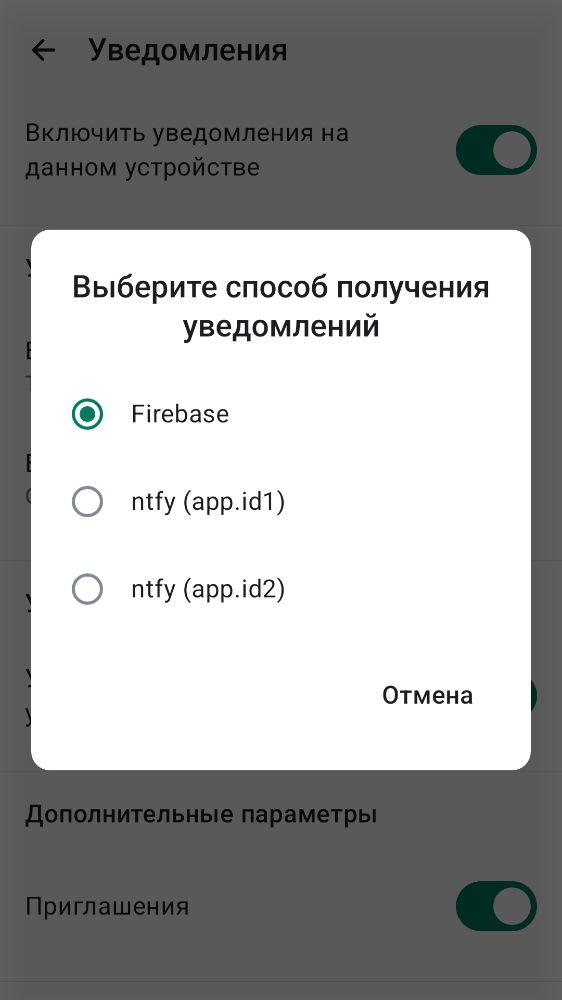 Уведомления
Включить уведомления на
данном устройстве
Выберите способ получения
уведомлений
Firebase
ntfy (app.id1)
ntfy (app.id2)
Отмена
Дополнительные параметры
Приглашения